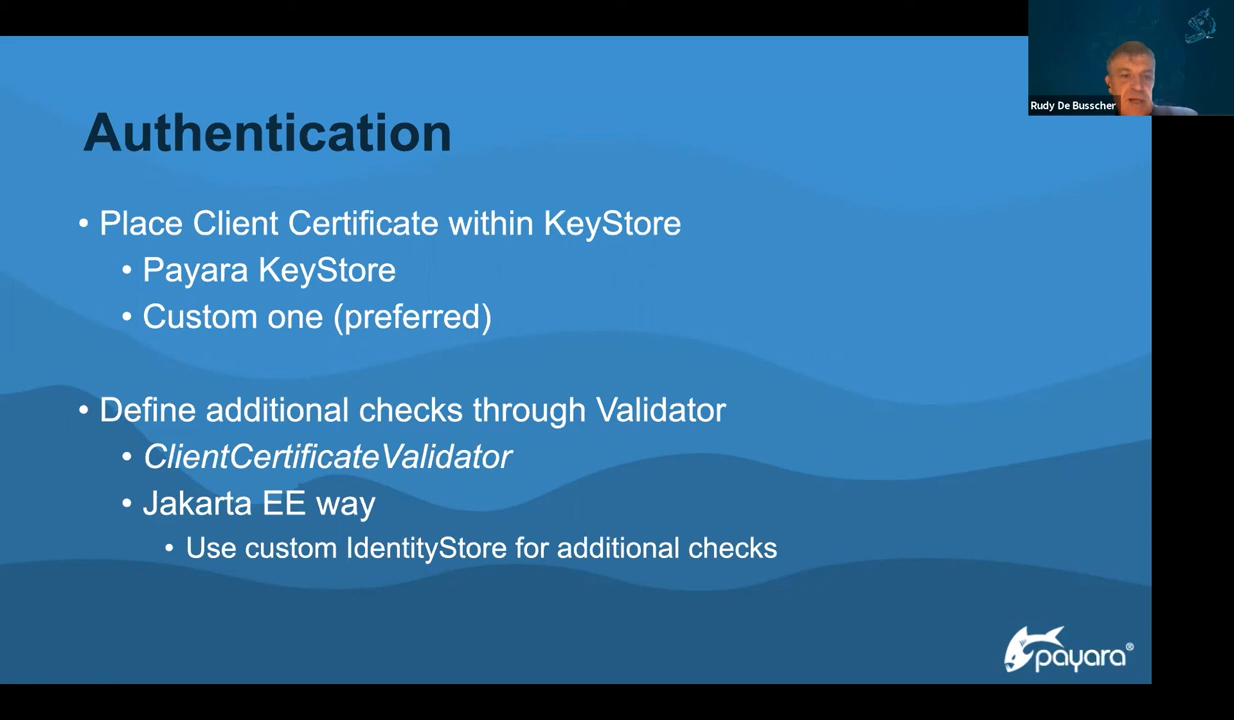 Rudy De Busscher
Authentication
• Place Client Certificate within KeyStore
• Payara KeyStore
• Custom one (preferred)
• Define additional checks through Validator
• ClientCertificateValidator
• Jakarta EE way
• Use custom IdentityStore for additional checks
payara®